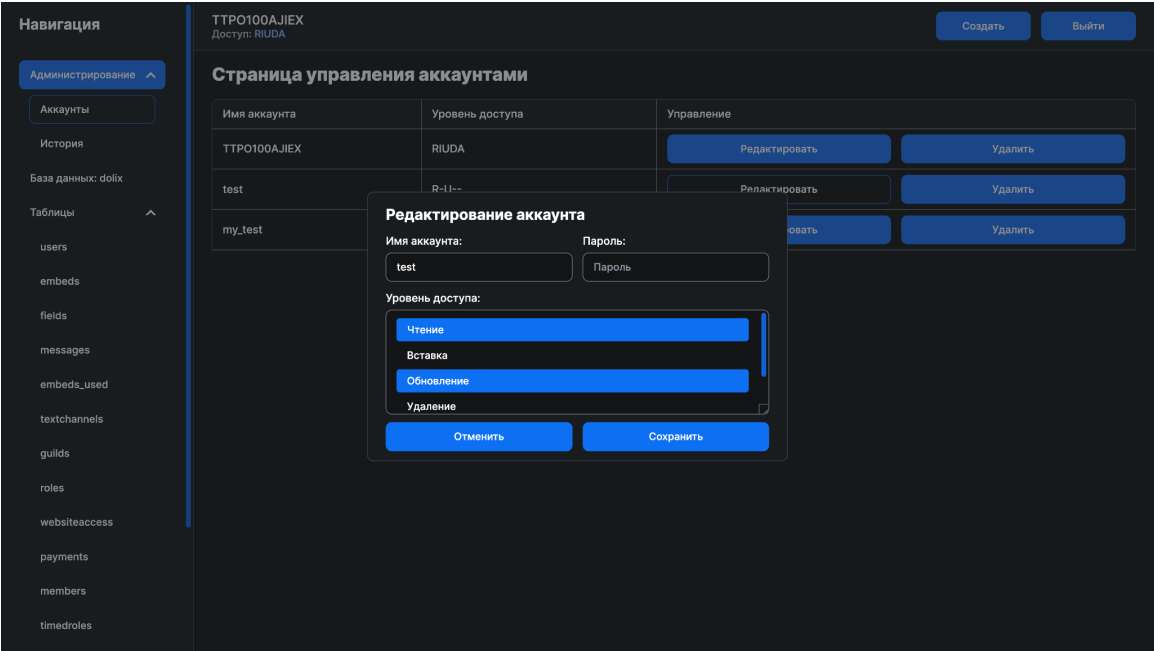 Навигация
Администрирование
Аккаунты
История
База данных: dolix
Таблицы
users
embeds
fields
messages
embeds_used
textchannels
guilds
roles
websiteaccess
payments
members
timedroles
TTPO100AJIEX
Доступ: RIUDA
Создать
Выйти
Страница управления аккаунтами
Имя аккаунта Уровень доступа Управление
TTPO100AJIEX RIUDA Редактировать Удалить
test R-U-- Редактировать Удалить
my_test овать Удалить
Редактирование аккаунта
Имя аккаунта: Пароль:
test Пароль
Уровень доступа:
Чтение
Вставка
Обновление
Удаление
Отменить Сохранить